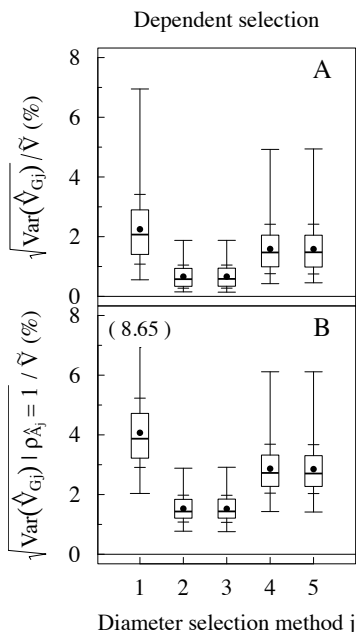 Dependent selection
8
A
6
4
2
0
√Var(V̂Gj) / Ṽ (%)
8
( 8.65 )
B
6
4
2
0
√Var(V̂Gj) | ρÂj = 1 / Ṽ (%)
1 2 3 4 5
Diameter selection method j